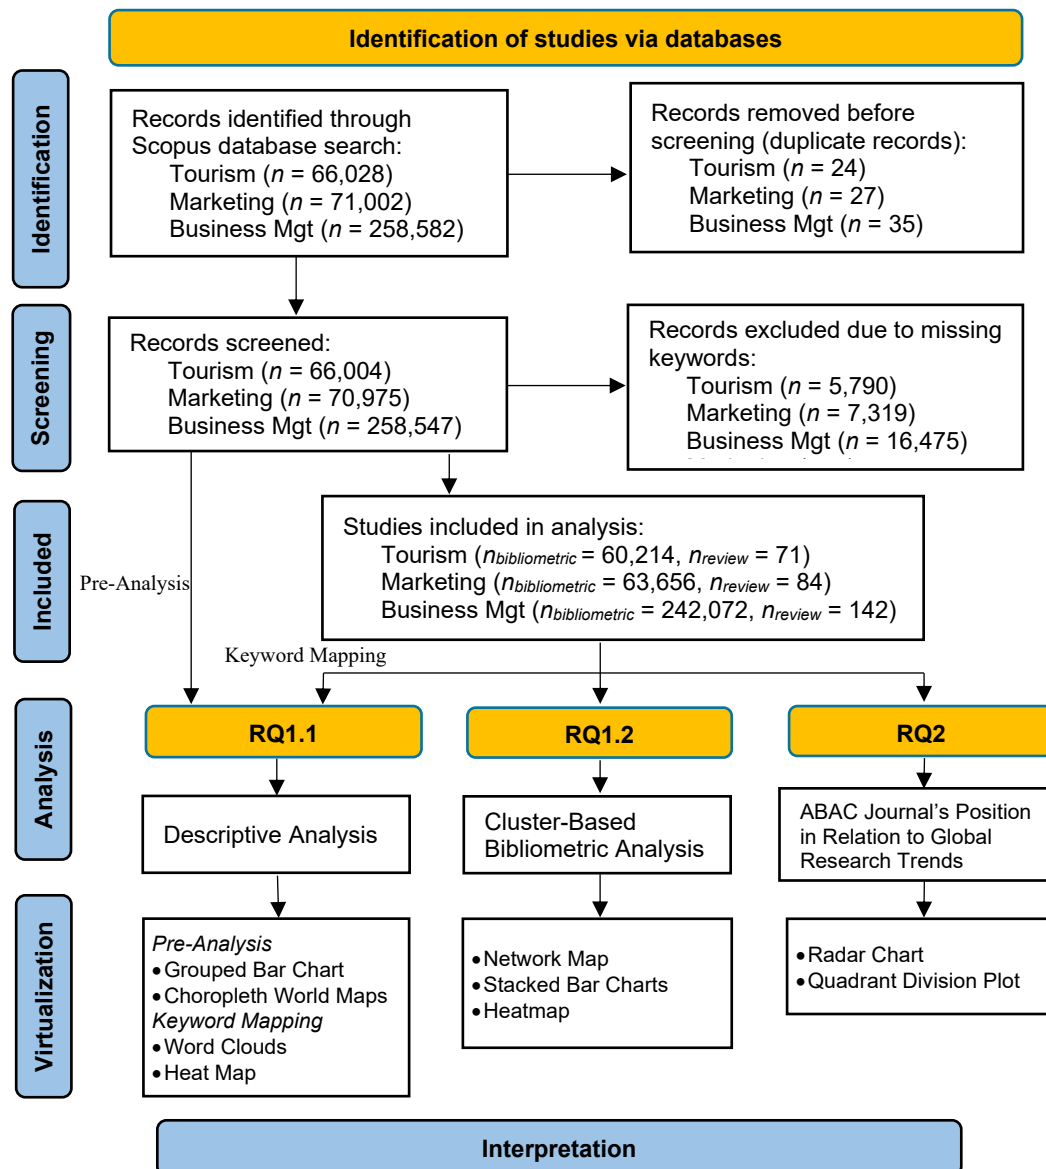 Identification of studies via databases
Identification
Records identified through
Scopus database search:
Tourism (n = 66,028)
Marketing (n = 71,002)
Business Mgt (n = 258,582)
Records removed before
screening (duplicate records):
Tourism (n = 24)
Marketing (n = 27)
Business Mgt (n = 35)
Screening
Records screened:
Tourism (n = 66,004)
Marketing (n = 70,975)
Business Mgt (n = 258,547)
Records excluded due to missing
keywords:
Tourism (n = 5,790)
Marketing (n = 7,319)
Business Mgt (n = 16,475)
Included
Pre-Analysis
Studies included in analysis:
Tourism (nbibliometric = 60,214, nreview = 71)
Marketing (nbibliometric = 63,656, nreview = 84)
Business Mgt (nbibliometric = 242,072, nreview = 142)
Keyword Mapping
Analysis
RQ1.1
RQ1.2
RQ2
Descriptive Analysis
Cluster-Based
Bibliometric Analysis
ABAC Journal's Position
in Relation to Global
Research Trends
Virtualization
Pre-Analysis
•Grouped Bar Chart
•Choropleth World Maps
Keyword Mapping
•Word Clouds
•Heat Map
•Network Map
•Stacked Bar Charts
•Heatmap
•Radar Chart
•Quadrant Division Plot
Interpretation